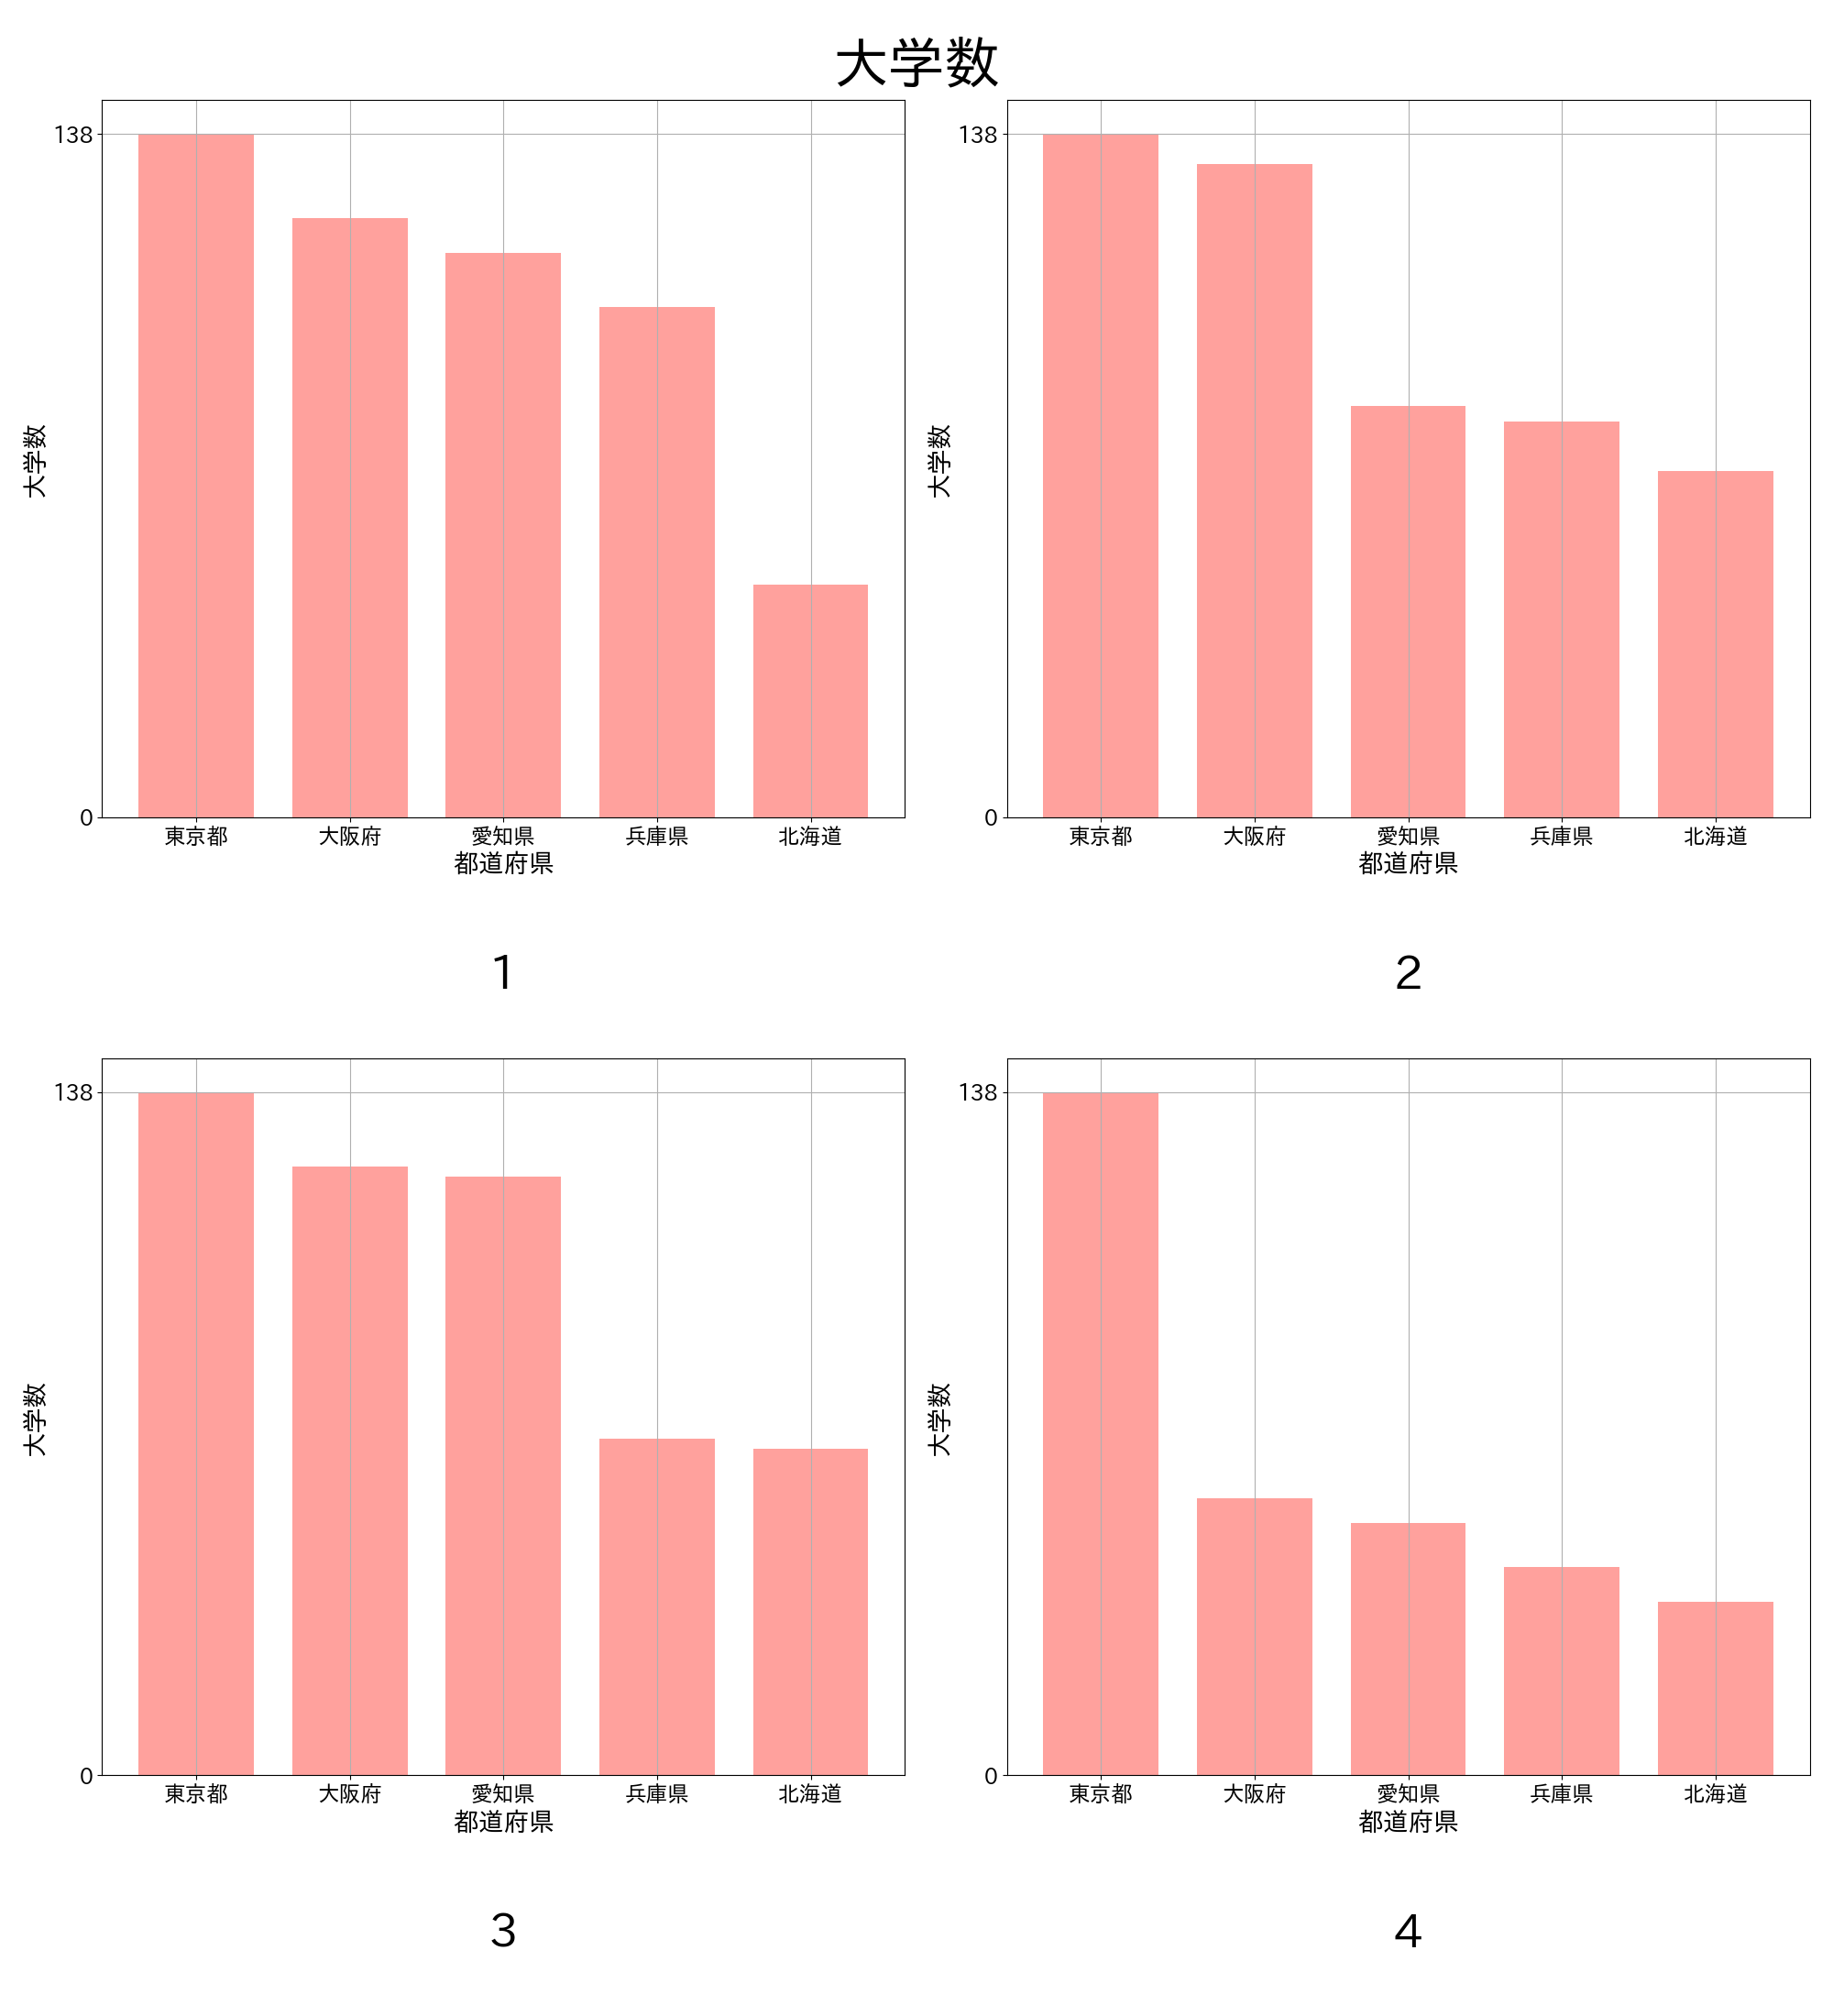 大学数
138
大学数
0
東京都 大阪府 愛知県 兵庫県 北海道
都道府県
1
138
大学数
0
東京都 大阪府 愛知県 兵庫県 北海道
都道府県
2
138
大学数
0
東京都 大阪府 愛知県 兵庫県 北海道
都道府県
3
138
大学数
0
東京都 大阪府 愛知県 兵庫県 北海道
都道府県
4